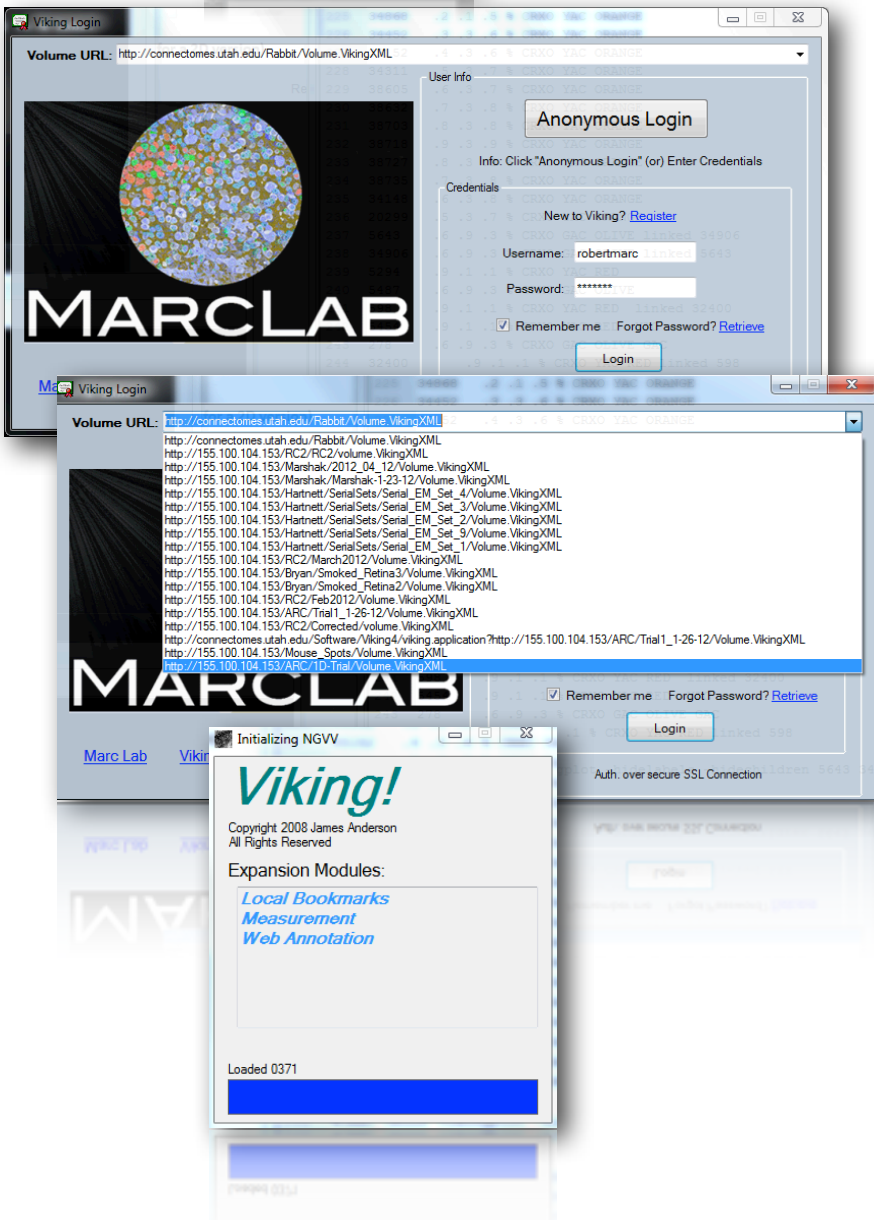 Viking Login
Volume URL: http://connectomes.utah.edu/Rabbit/Volume.VikingXML
User Info
Anonymous Login
Info: Click "Anonymous Login" (or) Enter Credentials
Credentials
New to Viking? Register
Username: robertmarc
Password: *******
Remember me Forgot Password? Retrieve
Login
MARCLAB
Viking Login
Volume URL: http://connectomes.utah.edu/Rabbit/Volume.VikingXML
http://connectomes.utah.edu/Rabbit/Volume.VikingXML
http://155.100.104.153/RC2/RC2/volume.VikingXML
http://155.100.104.153/Marshak/2012_04_12/Volume.VikingXML
http://155.100.104.153/Marshak/Marshak-1-23-12/Volume.VikingXML
http://155.100.104.153/Hartnett/SerialSets/Serial_EM_Set_4/Volume.VikingXML
http://155.100.104.153/Hartnett/SerialSets/Serial_EM_Set_3/Volume.VikingXML
http://155.100.104.153/Hartnett/SerialSets/Serial_EM_Set_2/Volume.VikingXML
http://155.100.104.153/Hartnett/SerialSets/Serial_EM_Set_9/Volume.VikingXML
http://155.100.104.153/Hartnett/SerialSets/Serial_EM_Set_1/Volume.VikingXML
http://155.100.104.153/RC2/March2012/Volume.VikingXML
http://155.100.104.153/Bryan/Smoked_Retina3/Volume.VikingXML
http://155.100.104.153/Bryan/Smoked_Retina2/Volume.VikingXML
http://155.100.104.153/RC2/Feb2012/Volume.VikingXML
http://155.100.104.153/ARC/Trial1_1-26-12/Volume.VikingXML
http://155.100.104.153/RC2/Corrected/volume.VikingXML
http://connectomes.utah.edu/Software/Viking4/viking.application?http://155.100.104.153/ARC/Trial1_1-26-12/Volume.VikingXML
http://155.100.104.153/Mouse_Spots/Volume.VikingXML
http://155.100.104.153/ARC/1D-Trial/Volume.VikingXML
MARCLAB
Remember me Forgot Password? Retrieve
Login
Marc Lab
Auth. over secure SSL Connection
Initializing NGVV
Viking!
Copyright 2008 James Anderson
All Rights Reserved
Expansion Modules:
Local Bookmarks
Measurement
Web Annotation
Loaded 0371